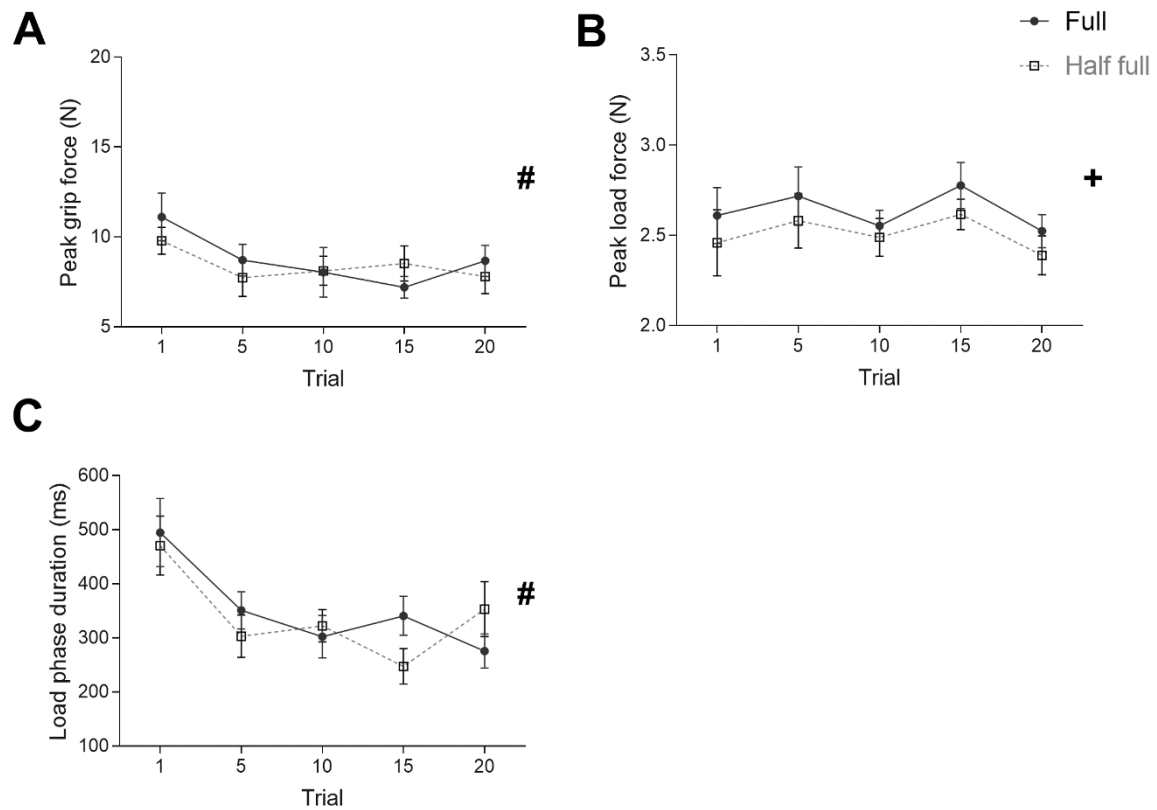 A
Peak grip force (N)
20
15
10
5
1 5 10 15 20
Trial
#
B
Full
Half full
Peak load force (N)
3.5
3.0
2.5
2.0
1 5 10 15 20
Trial
+
C
Load phase duration (ms)
600
500
400
300
200
100
1 5 10 15 20
Trial
#